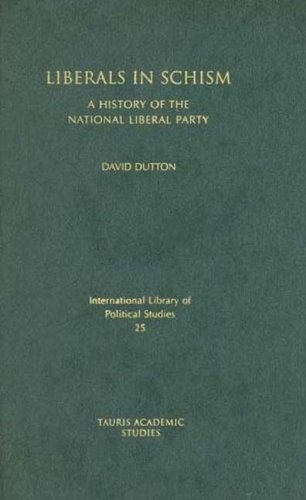 LIBERALS IN SCHISM
A HISTORY OF THE
NATIONAL LIBERAL PARTY
DAVID DUTTON
International Library of
Political Studies
25
TAURIS ACADEMIC
STUDIES